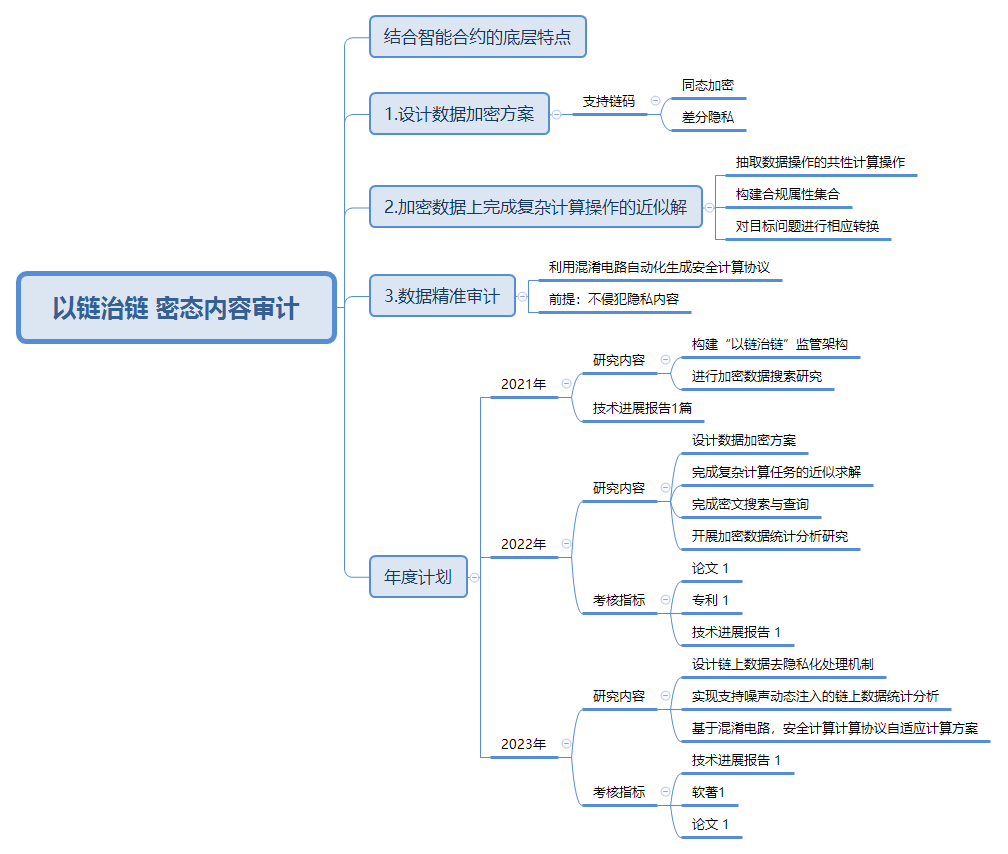 以链治链 密态内容审计
结合智能合约的底层特点
1.设计数据加密方案
支持链码
同态加密
差分隐私
2.加密数据上完成复杂计算操作的近似解
抽取数据操作的共性计算操作
构建合规属性集合
对目标问题进行相应转换
3.数据精准审计
利用混淆电路自动化生成安全计算协议
前提：不侵犯隐私内容
年度计划
2021年
研究内容
构建“以链治链”监管架构
进行加密数据搜索研究
技术进展报告1篇
2022年
研究内容
设计数据加密方案
完成复杂计算任务的近似求解
完成密文搜索与查询
开展加密数据统计分析研究
考核指标
论文 1
专利 1
技术进展报告 1
2023年
研究内容
设计链上数据去隐私化处理机制
实现支持噪声动态注入的链上数据统计分析
基于混淆电路，安全计算计算协议自适应计算方案
考核指标
技术进展报告 1
软著1
论文 1